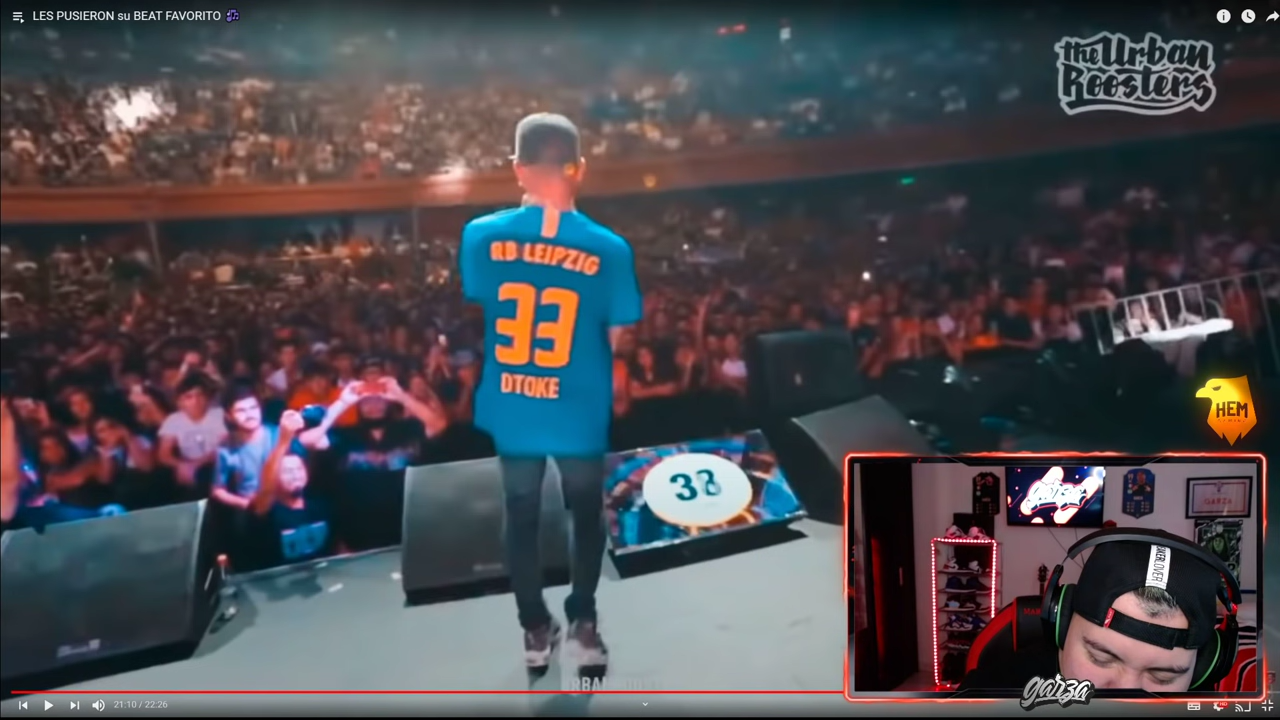 LES PUSIERON su BEAT FAVORITO
the Urban
Roosters
RB LEIPZIG
33
DTOKE
38
HEM
GARZA
garza
21:10 / 22:26